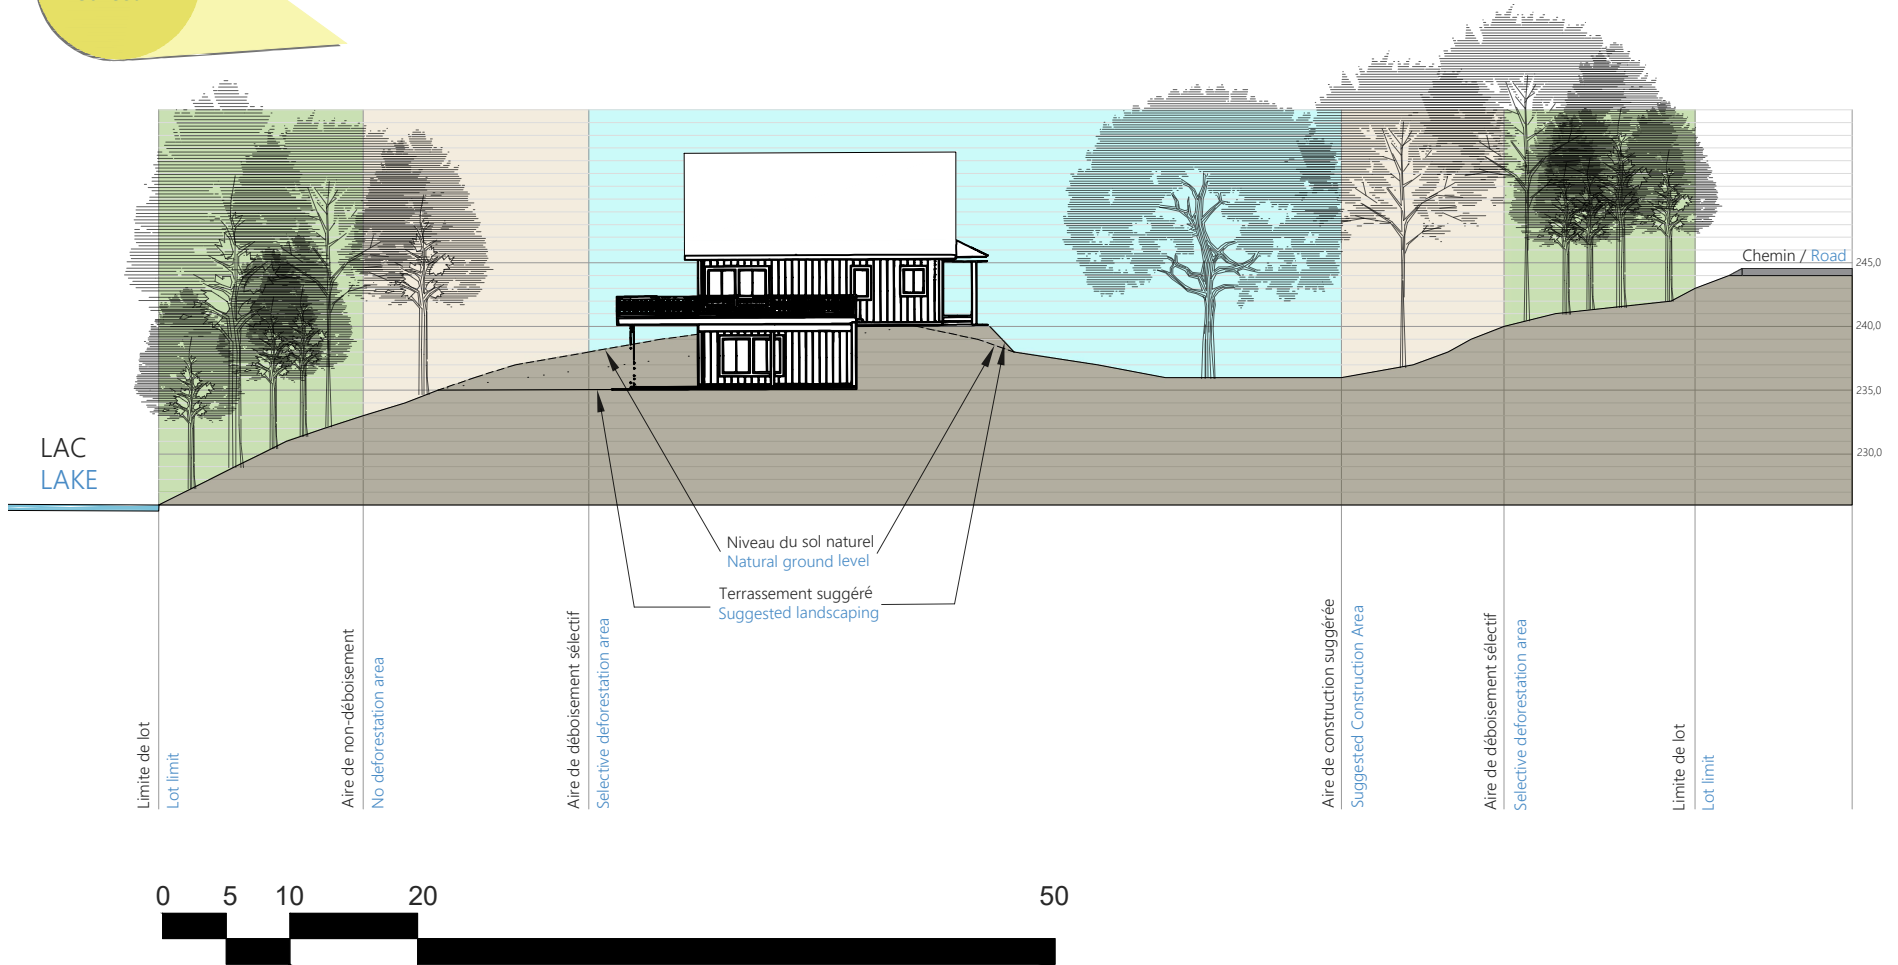 Chemin / Road
245,0
240,0
235,0
230,0
LAC
LAKE
Niveau du sol naturel
Natural ground level
Terrassement suggéré
Suggested landscaping
Limite de lot
Lot limit
Aire de non-déboisement
No deforestation area
Aire de déboisement sélectif
Selective deforestation area
Aire de construction suggérée
Suggested Construction Area
Aire de déboisement sélectif
Selective deforestation area
Limite de lot
Lot limit
0 5 10 20 50